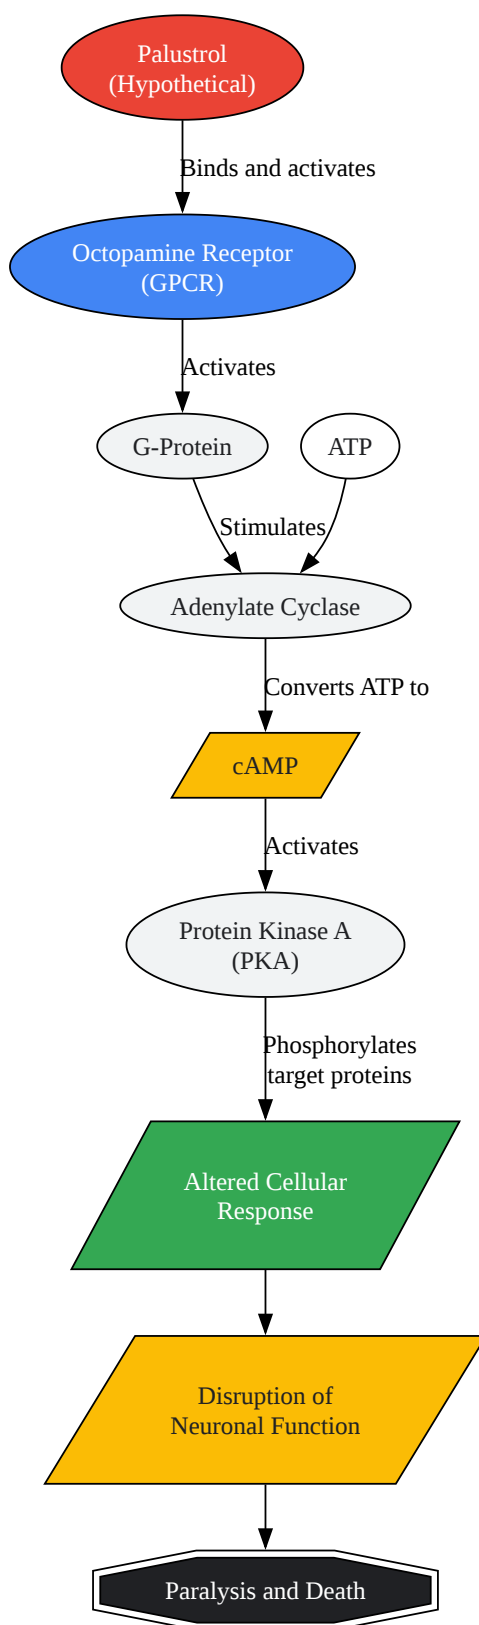 Palustrol
(Hypothetical)
Binds and activates
Octopamine Receptor
(GPCR)
Activates
G-Protein
ATP
Stimulates
Adenylate Cyclase
Converts ATP to
cAMP
Activates
Protein Kinase A
(PKA)
Phosphorylates
target proteins
Altered Cellular
Response
Disruption of
Neuronal Function
Paralysis and Death